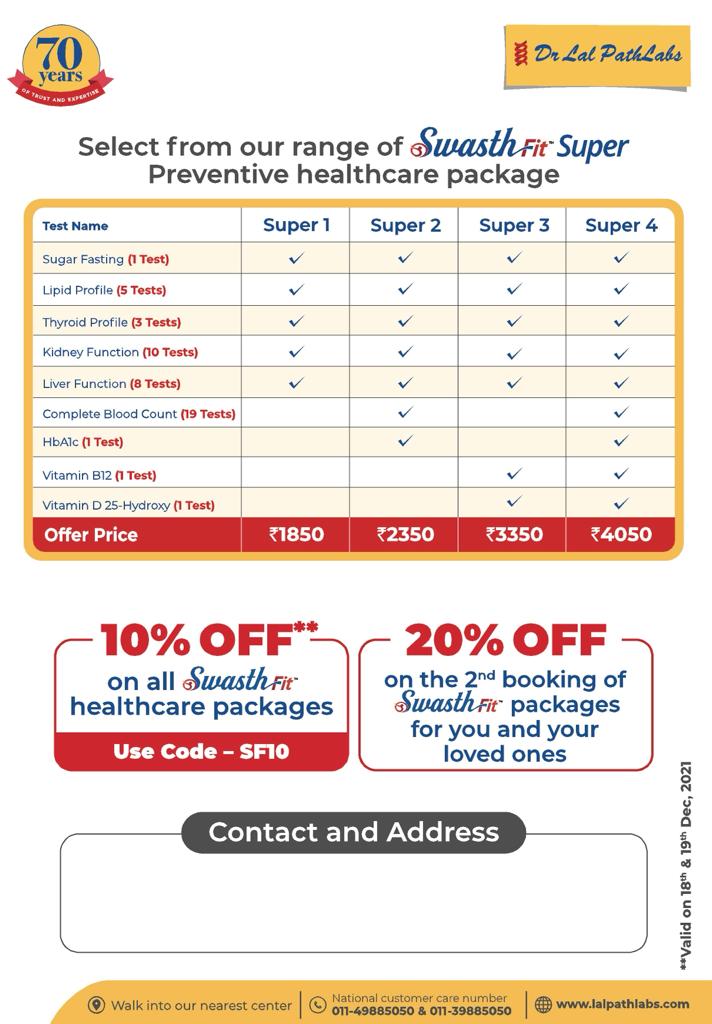 70
years
OF TRUST AND EXPERTISE
Dr Lal PathLabs
Select from our range of SwasthFit™ Super
Preventive healthcare package
Test Name Super 1 Super 2 Super 3 Super 4
Sugar Fasting (1 Test) ✓ ✓ ✓ ✓
Lipid Profile (5 Tests) ✓ ✓ ✓ ✓
Thyroid Profile (3 Tests) ✓ ✓ ✓ ✓
Kidney Function (10 Tests) ✓ ✓ ✓ ✓
Liver Function (8 Tests) ✓ ✓ ✓ ✓
Complete Blood Count (19 Tests) ✓ ✓
HbA1c (1 Test) ✓ ✓
Vitamin B12 (1 Test) ✓ ✓
Vitamin D 25-Hydroxy (1 Test) ✓ ✓
Offer Price ₹1850 ₹2350 ₹3350 ₹4050
10% OFF**
on all SwasthFit™
healthcare packages
Use Code – SF10
20% OFF
on the 2nd booking of
SwasthFit™ packages
for you and your
loved ones
Contact and Address
**Valid on 18th & 19th Dec, 2021
Walk into our nearest center
National customer care number
011-49885050 & 011-39885050
www.lalpathlabs.com